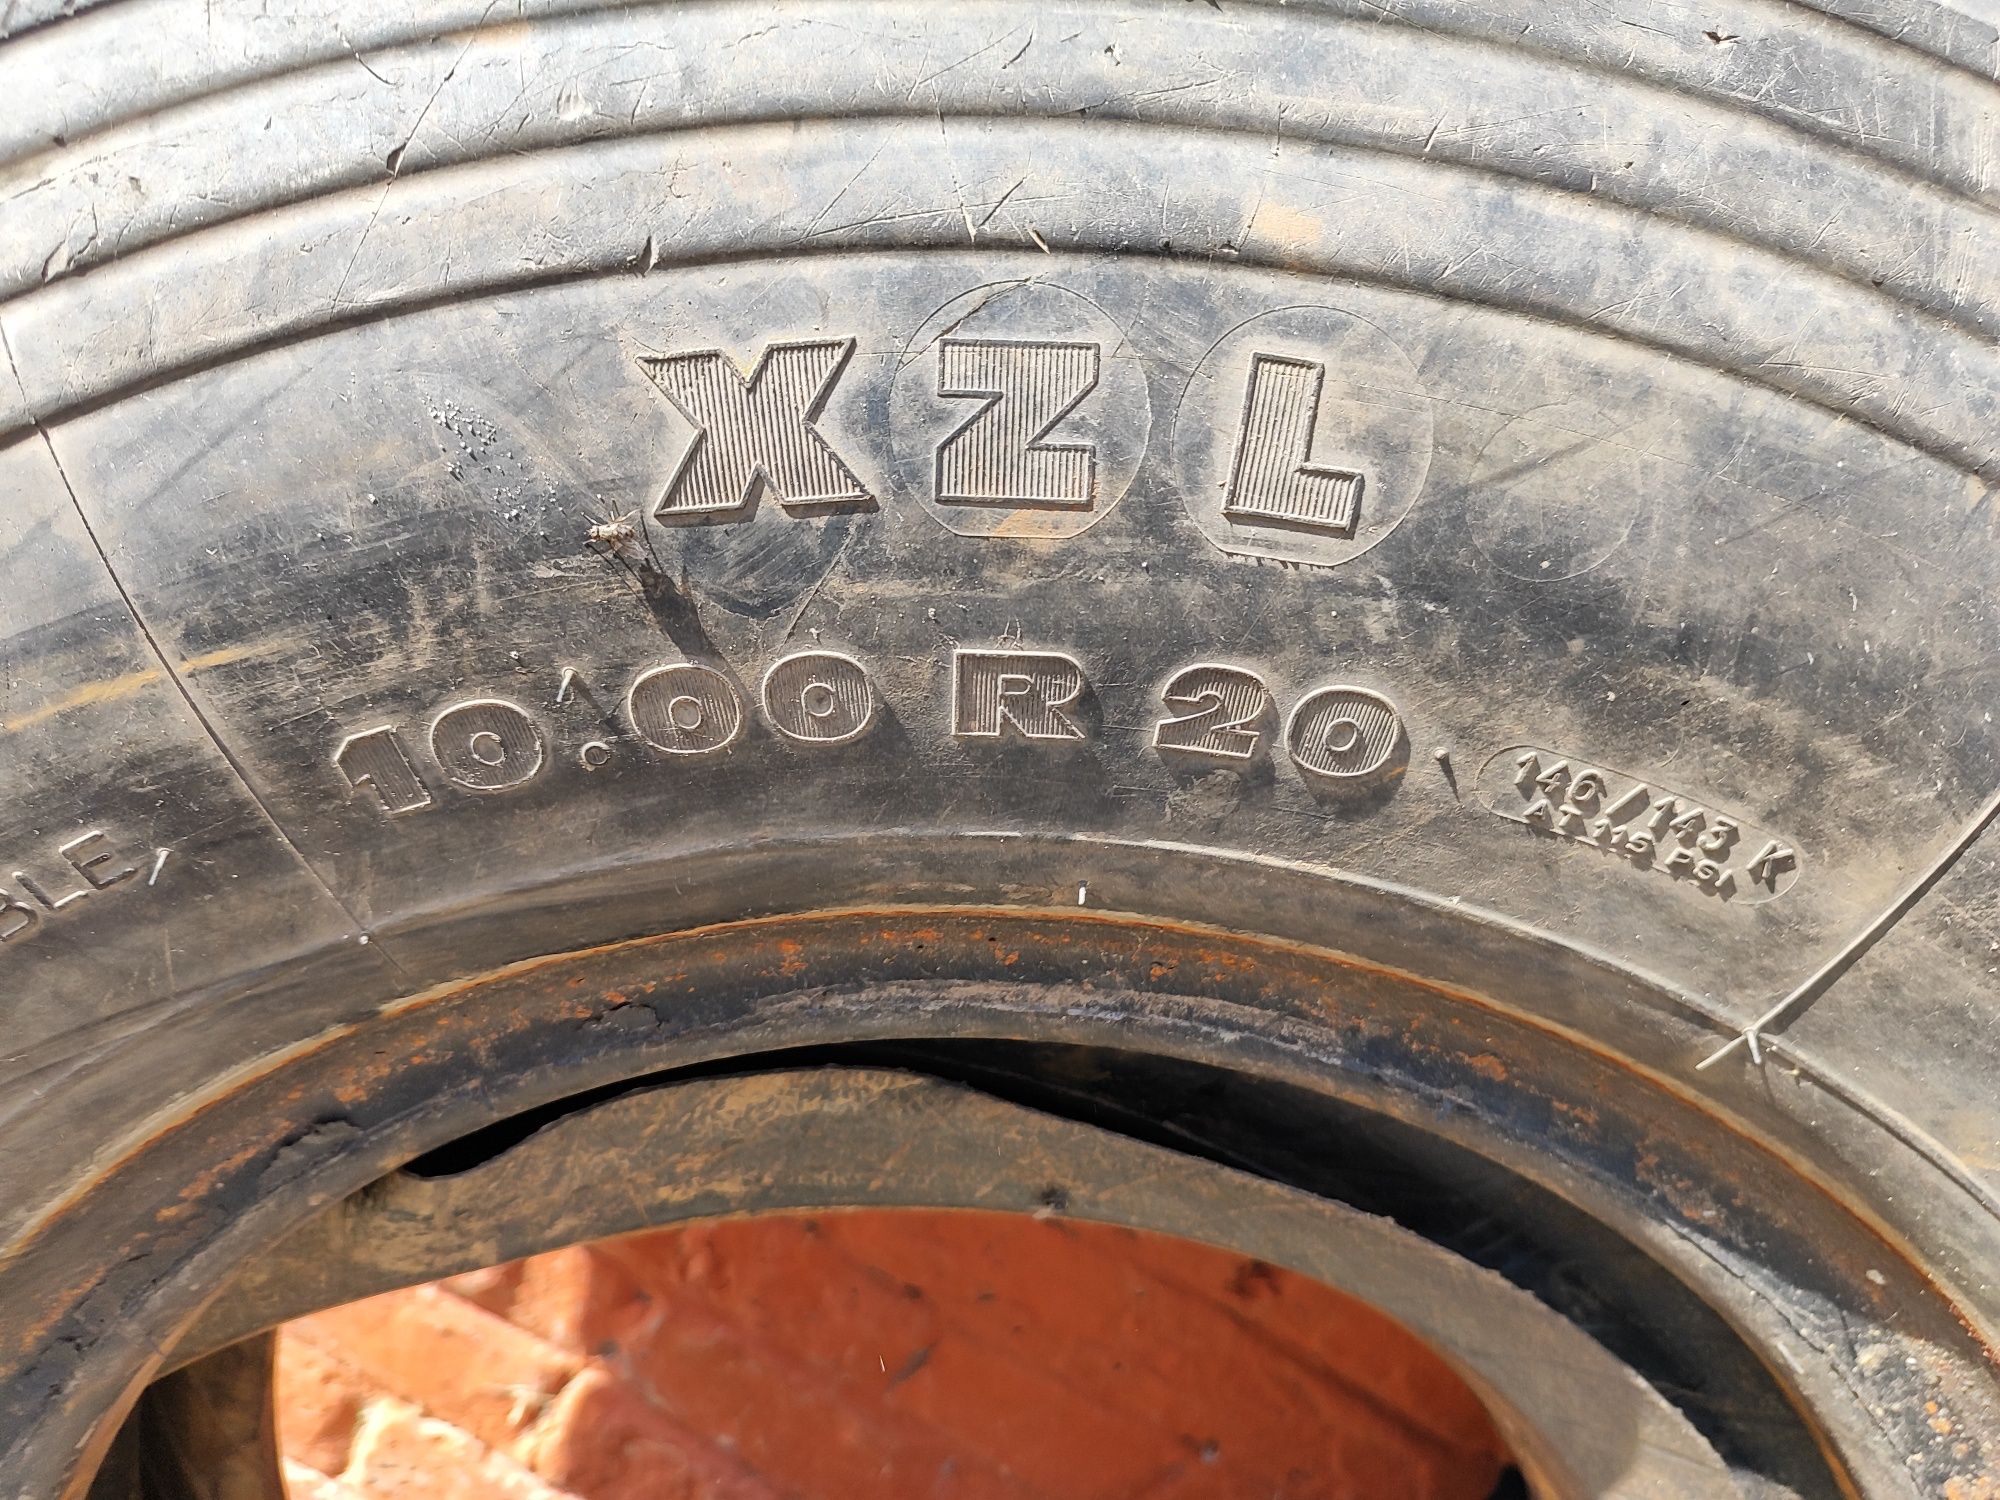 XZL
10.00 R 20
146/143 K
AT 115 PSI
BLE,